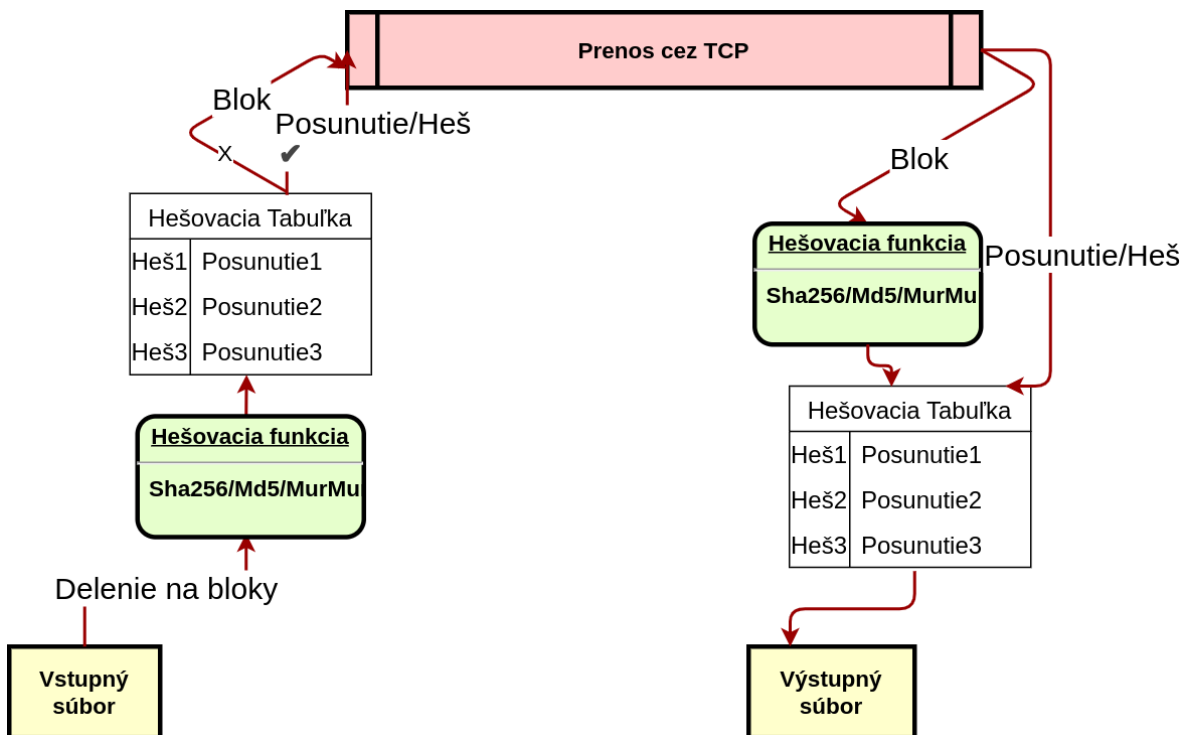 Prenos cez TCP
Blok
Posunutie/Heš
X
✔
Hešovacia Tabuľka
Heš1 Posunutie1
Heš2 Posunutie2
Heš3 Posunutie3
Hešovacia funkcia
Sha256/Md5/MurMu
Delenie na bloky
Vstupný
súbor
Blok
Hešovacia funkcia
Sha256/Md5/MurMu
Posunutie/Heš
Hešovacia Tabuľka
Heš1 Posunutie1
Heš2 Posunutie2
Heš3 Posunutie3
Výstupný
súbor